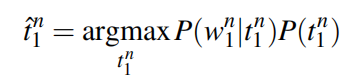 t̂₁ⁿ = argmax P(w₁ⁿ|t₁ⁿ)P(t₁ⁿ)
t₁ⁿ